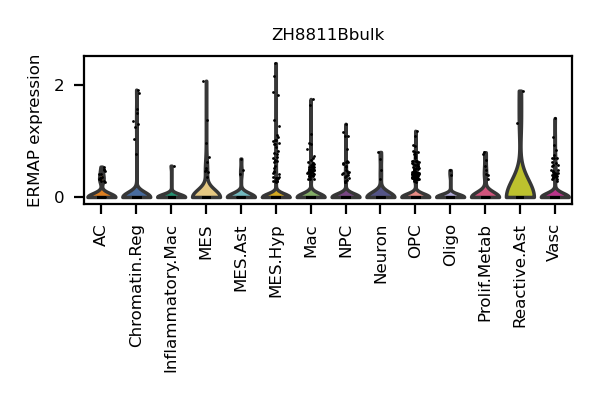 ZH8811Bbulk
ERMAP expression
2
0
AC
Chromatin.Reg
Inflammatory.Mac
MES
MES.Ast
MES.Hyp
Mac
NPC
Neuron
OPC
Oligo
Prolif.Metab
Reactive.Ast
Vasc